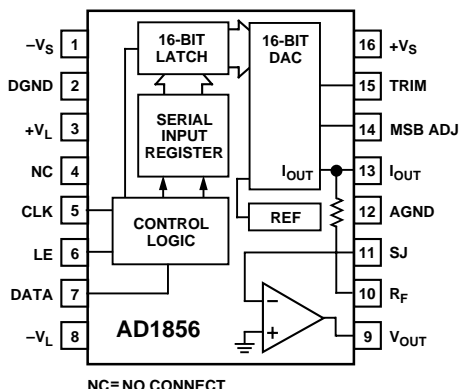 –VS 1
DGND 2
+VL 3
NC 4
CLK 5
LE 6
DATA 7
–VL 8
16-BIT
LATCH
SERIAL
INPUT
REGISTER
CONTROL
LOGIC
16-BIT
DAC
IOUT
REF
–
+
AD1856
16 +VS
15 TRIM
14 MSB ADJ
13 IOUT
12 AGND
11 SJ
10 RF
9 VOUT
NC= NO CONNECT